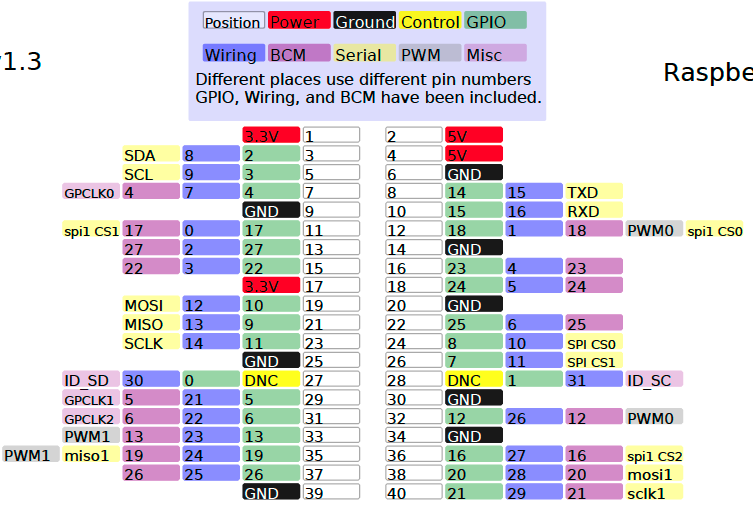 Position Power Ground Control GPIO
Wiring BCM Serial PWM Misc
Different places use different pin numbers
GPIO, Wiring, and BCM have been included.
v1.3
Raspbe
3.3V 1 2 5V
SDA 8 2 3 4 5V
SCL 9 3 5 6 GND
GPCLK0 4 7 4 7 8 14 15 TXD
GND 9 10 15 16 RXD
spi1 CS1 17 0 17 11 12 18 1 18 PWM0 spi1 CS0
27 2 27 13 14 GND
22 3 22 15 16 23 4 23
3.3V 17 18 24 5 24
MOSI 12 10 19 20 GND
MISO 13 9 21 22 25 6 25
SCLK 14 11 23 24 8 10 SPI CS0
GND 25 26 7 11 SPI CS1
ID_SD 30 0 DNC 27 28 DNC 1 31 ID_SC
GPCLK1 5 21 5 29 30 GND
GPCLK2 6 22 6 31 32 12 26 12 PWM0
PWM1 13 23 13 33 34 GND
PWM1 miso1 19 24 19 35 36 16 27 16 spi1 CS2
26 25 26 37 38 20 28 20 mosi1
GND 39 40 21 29 21 sclk1